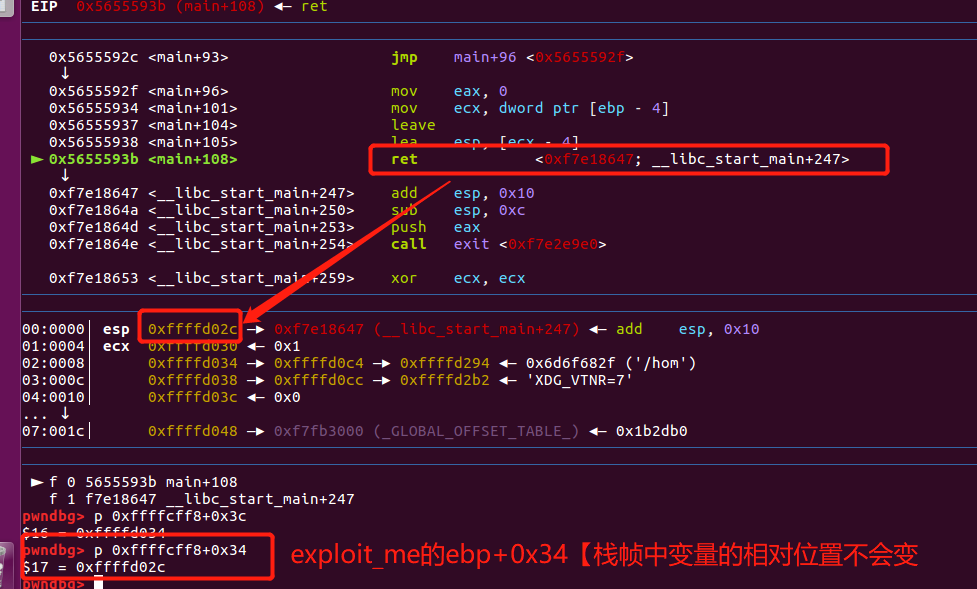 EIP 0x5655593b (main+108) ◂— ret
0x5655592c <main+93> jmp main+96 <0x5655592f>
↓
0x5655592f <main+96> mov eax, 0
0x56555934 <main+101> mov ecx, dword ptr [ebp - 4]
0x56555937 <main+104> leave
0x56555938 <main+105> lea esp, [ecx - 4]
► 0x5655593b <main+108> ret <0xf7e18647; __libc_start_main+247>
↓
0xf7e18647 <__libc_start_main+247> add esp, 0x10
0xf7e1864a <__libc_start_main+250> sub esp, 0xc
0xf7e1864d <__libc_start_main+253> push eax
0xf7e1864e <__libc_start_main+254> call exit <0xf7e2e9e0>
0xf7e18653 <__libc_start_main+259> xor ecx, ecx
00:0000│ esp 0xffffd02c —▸ 0xf7e18647 (__libc_start_main+247) ◂— add esp, 0x10
01:0004│ ecx 0xffffd030 ◂— 0x1
02:0008│ 0xffffd034 —▸ 0xffffd0c4 —▸ 0xffffd294 ◂— 0x6d6f682f ('/hom')
03:000c│ 0xffffd038 —▸ 0xffffd0cc —▸ 0xffffd2b2 ◂— 'XDG_VTNR=7'
04:0010│ 0xffffd03c ◂— 0x0
... ↓
07:001c│ 0xffffd048 —▸ 0xf7fb3000 (_GLOBAL_OFFSET_TABLE_) ◂— 0x1b2db0
► f 0 5655593b main+108
f 1 f7e18647 __libc_start_main+247
pwndbg> p 0xffffcff8+0x3c
$16 = 0xffffd034
pwndbg> p 0xffffcff8+0x34
$17 = 0xffffd02c
pwndbg>
exploit_me的ebp+0x34【栈帧中变量的相对位置不会变